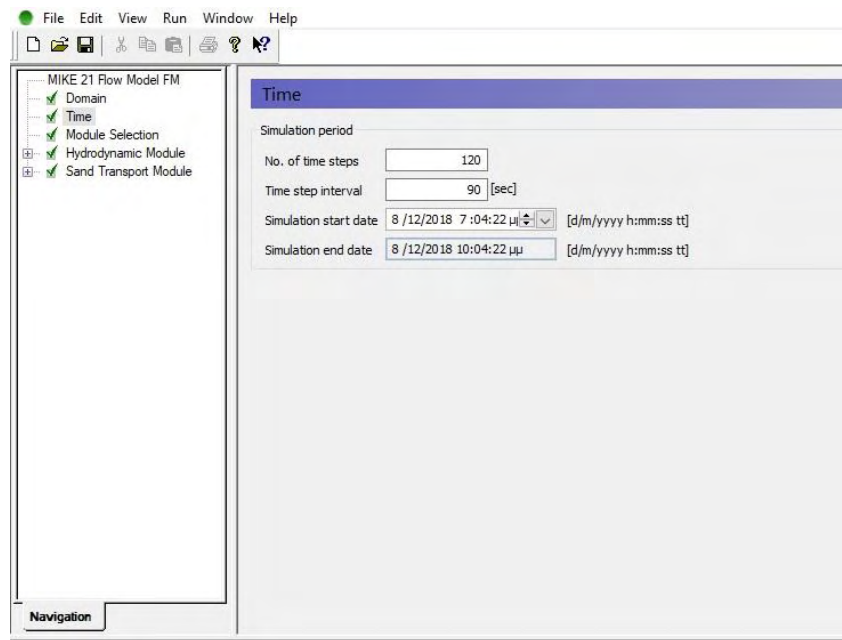 File Edit View Run Window Help
MIKE 21 Flow Model FM
Domain
Time
Module Selection
Hydrodynamic Module
Sand Transport Module
Navigation
Time
Simulation period
No. of time steps 120
Time step interval 90 [sec]
Simulation start date 8 /12/2018 7 :04:22 μ [d/m/yyyy h:mm:ss tt]
Simulation end date 8 /12/2018 10:04:22 μμ [d/m/yyyy h:mm:ss tt]